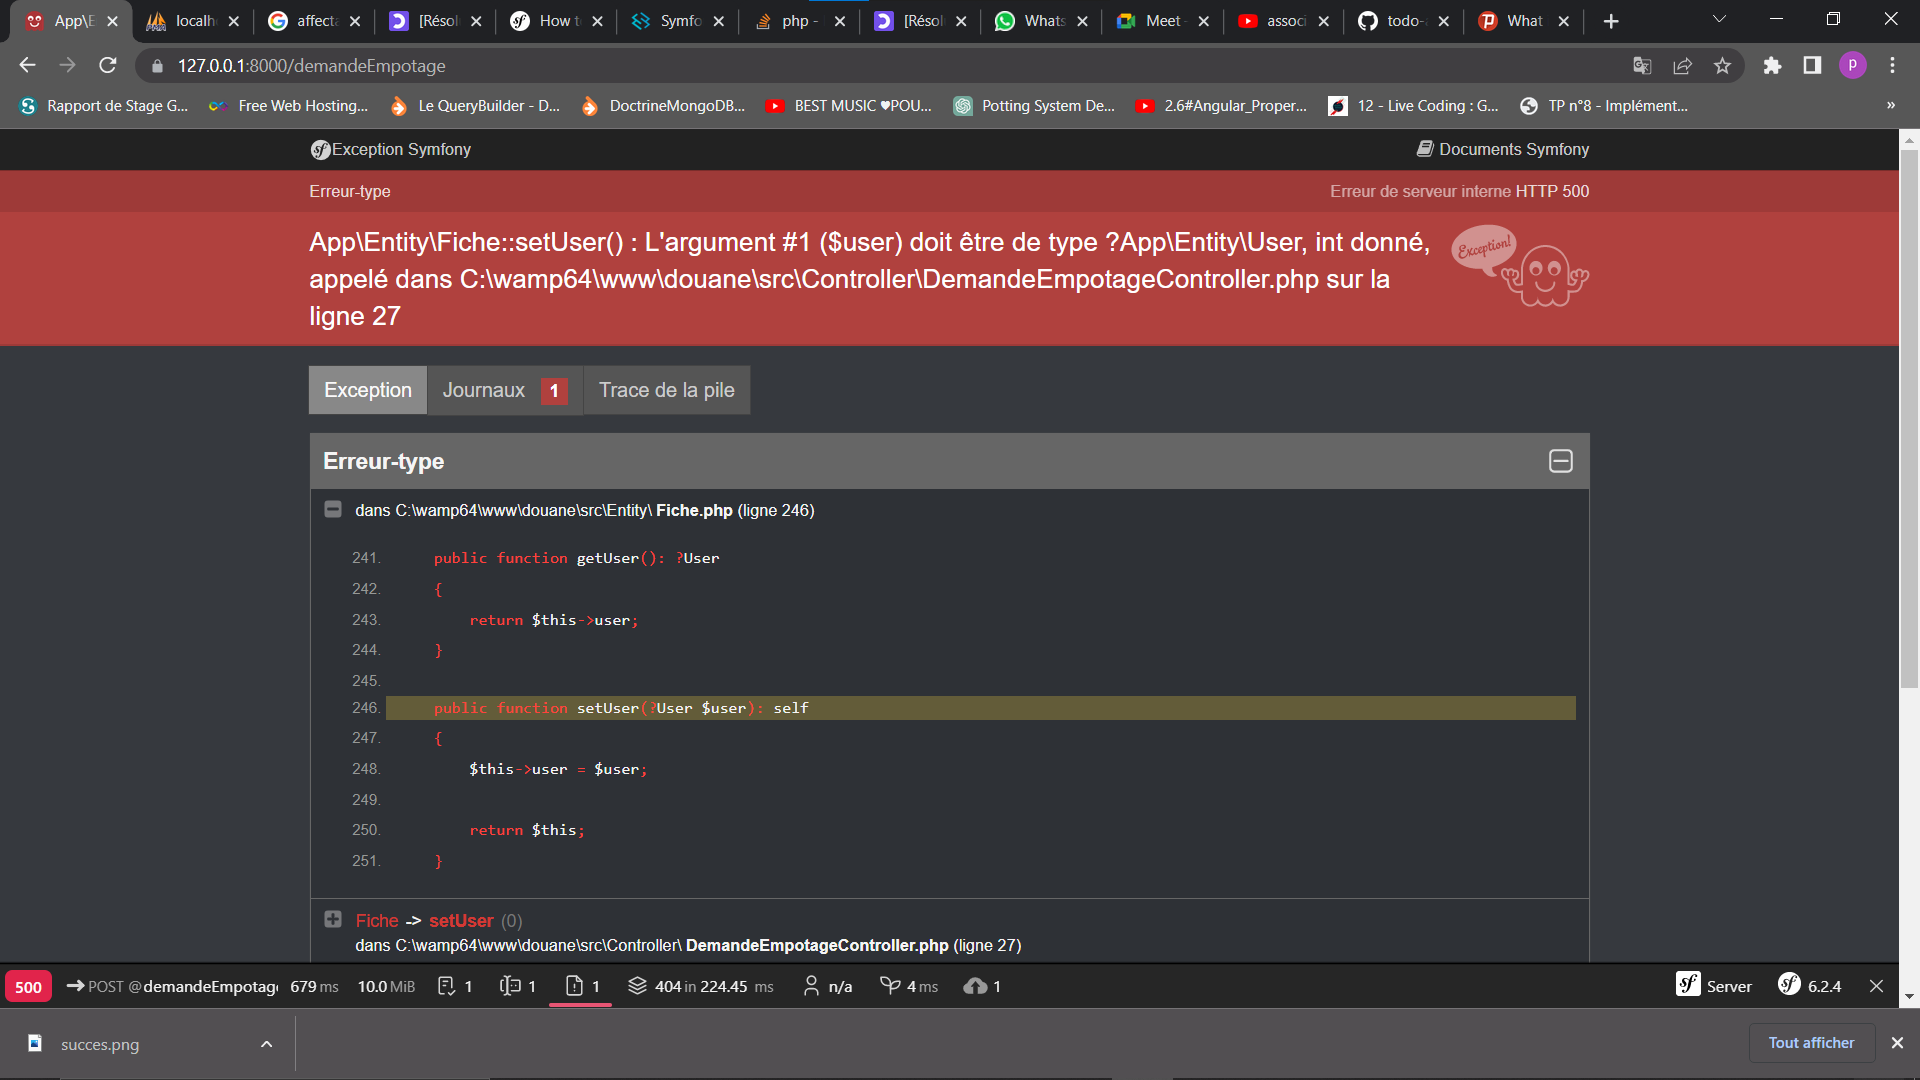 App\E
localh
affecta
[Résol
How t
Symfo
php -
[Résol
Whats
Meet -
associ
todo-
What
127.0.0.1:8000/demandeEmpotage
P
Rapport de Stage G...
Free Web Hosting...
Le QueryBuilder - D...
DoctrineMongoDB...
BEST MUSIC ♥POU...
Potting System De...
2.6#Angular_Proper...
12 - Live Coding : G...
TP n°8 - Implément...
»
Exception Symfony
Documents Symfony
Erreur-type
Erreur de serveur interne HTTP 500
App\Entity\Fiche::setUser() : L'argument #1 ($user) doit être de type ?App\Entity\User, int donné,
appelé dans C:\wamp64\www\douane\src\Controller\DemandeEmpotageController.php sur la
ligne 27
Exception!
Exception
Journaux 1
Trace de la pile
Erreur-type
dans C:\wamp64\www\douane\src\Entity\ Fiche.php (ligne 246)
241. public function getUser(): ?User
242. {
243. return $this->user;
244. }
245.
246. public function setUser(?User $user): self
247. {
248. $this->user = $user;
249.
250. return $this;
251. }
Fiche -> setUser (0)
dans C:\wamp64\www\douane\src\Controller\ DemandeEmpotageController.php (ligne 27)
500
POST @demandeEmpotag
679 ms
10.0 MiB
1
1
1
404 in 224.45 ms
n/a
4 ms
1
Server
6.2.4
succes.png
Tout afficher